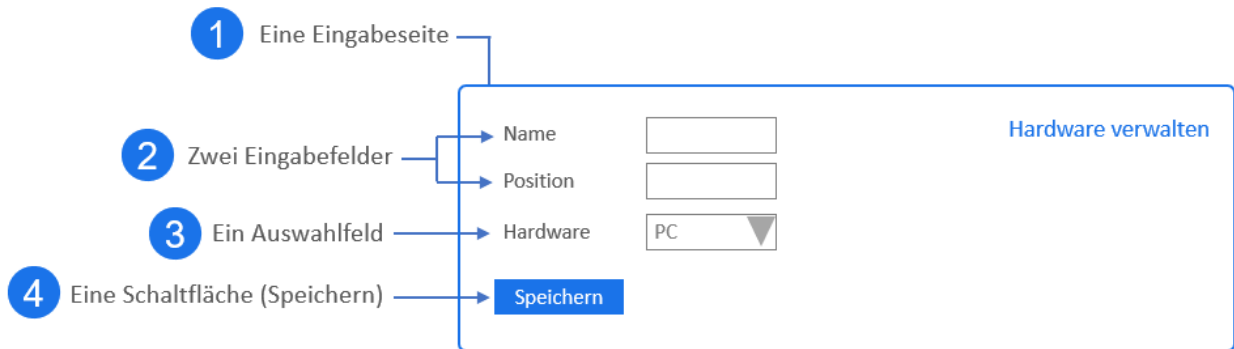 1 Eine Eingabeseite
Name
Hardware verwalten
2 Zwei Eingabefelder
Position
3 Ein Auswahlfeld
Hardware
PC
4 Eine Schaltfläche (Speichern)
Speichern